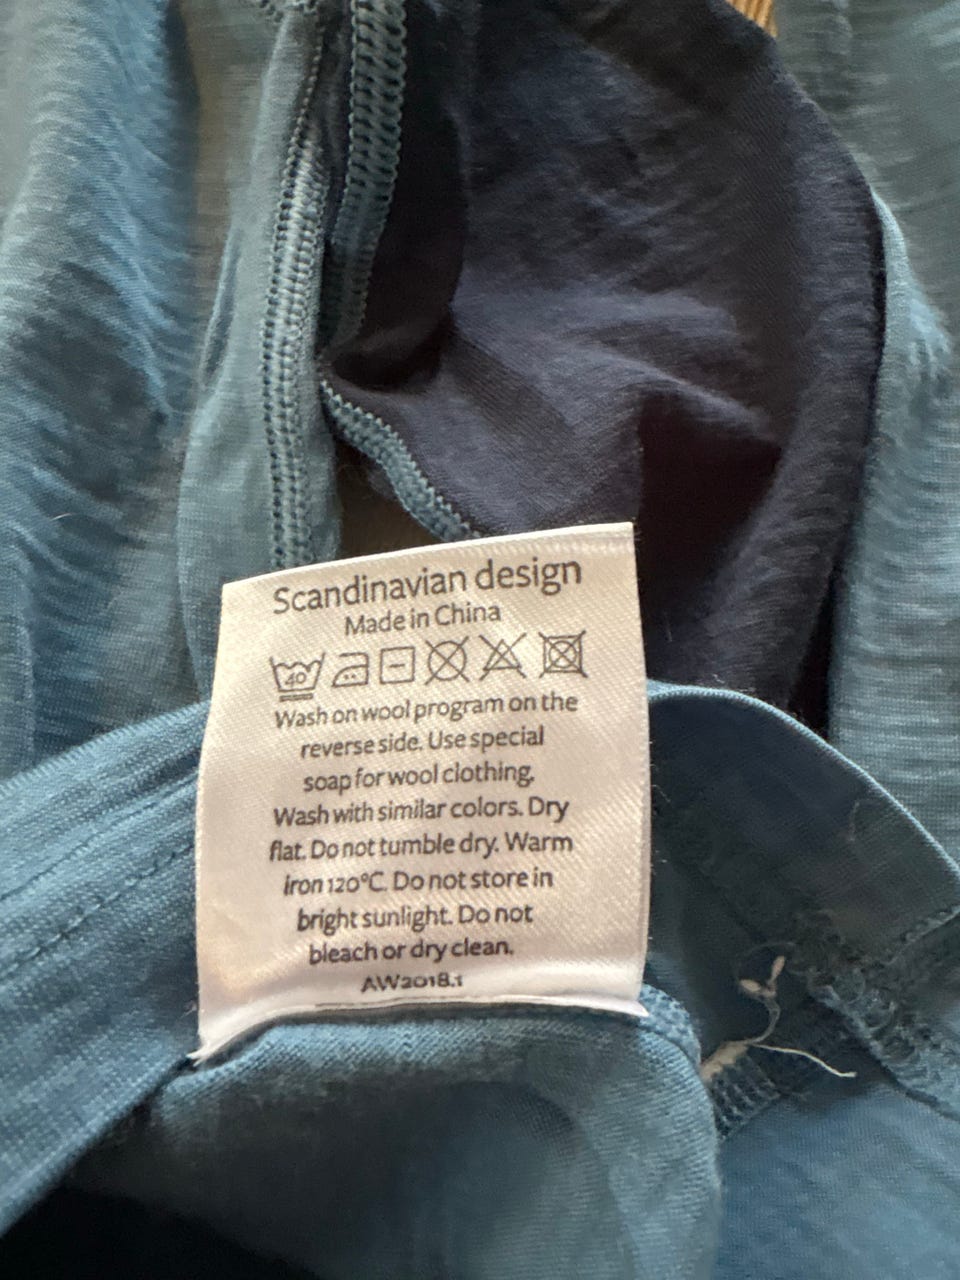 Scandinavian design
Made in China
40
Wash on wool program on the
reverse side. Use special
soap for wool clothing.
Wash with similar colors. Dry
flat. Do not tumble dry. Warm
iron 120°C. Do not store in
bright sunlight. Do not
bleach or dry clean.
AW2018.1